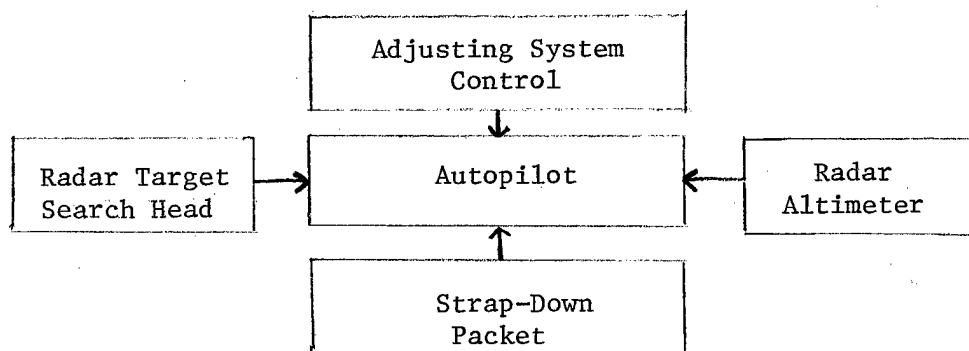 Adjusting System
Control
Radar Target
Search Head
Autopilot
Radar
Altimeter
Strap-Down
Packet